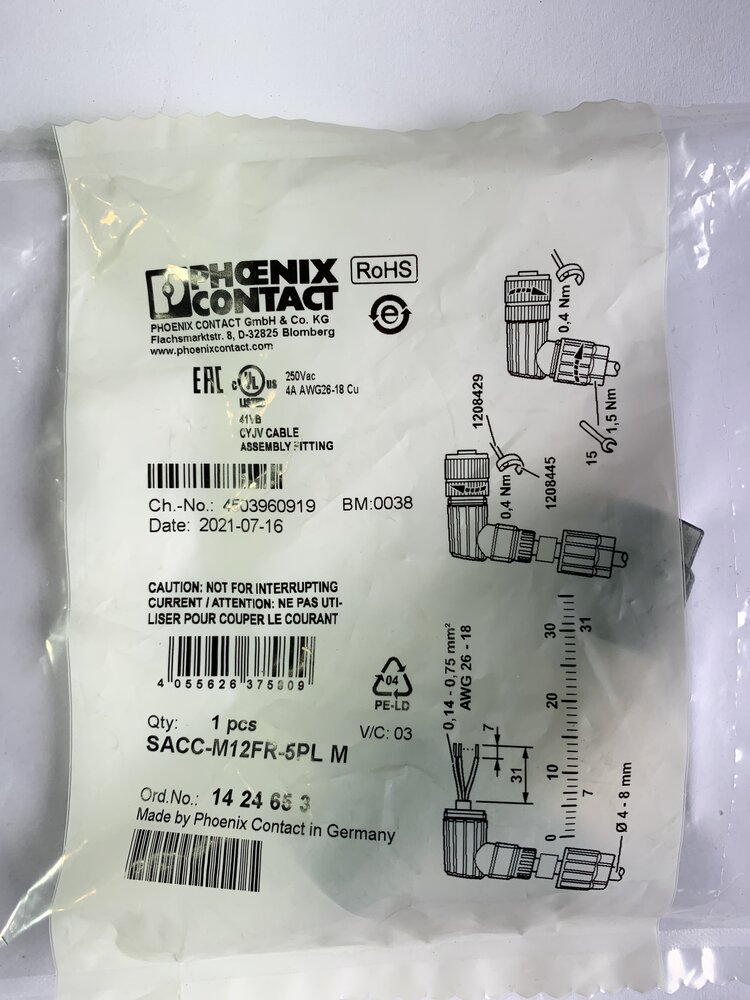 PHŒNIX
CONTACT
RoHS
e
PHOENIX CONTACT GmbH & Co. KG
Flachsmarktstr. 8, D-32825 Blomberg
www.phoenixcontact.com
EAC
c UL us
LISTED
250Vac
4A AWG26-18 Cu
CYJV CABLE
ASSEMBLY FITTING
Ch.-No.: 4503960919 BM:0038
Date: 2021-07-16
CAUTION: NOT FOR INTERRUPTING
CURRENT / ATTENTION: NE PAS UTI-
LISER POUR COUPER LE COURANT
4 055626 375809
04
PE-LD
Qty: 1 pcs
V/C: 03
SACC-M12FR-5PL M
Ord.No.: 14 24 65 3
Made by Phoenix Contact in Germany
0,4 Nm
1,5 Nm
15
1208429
0,4 Nm
1208445
0,14 - 0,75 mm²
AWG 26 - 18
7
31
0
7
10
20
30
31
Ø 4 - 8 mm